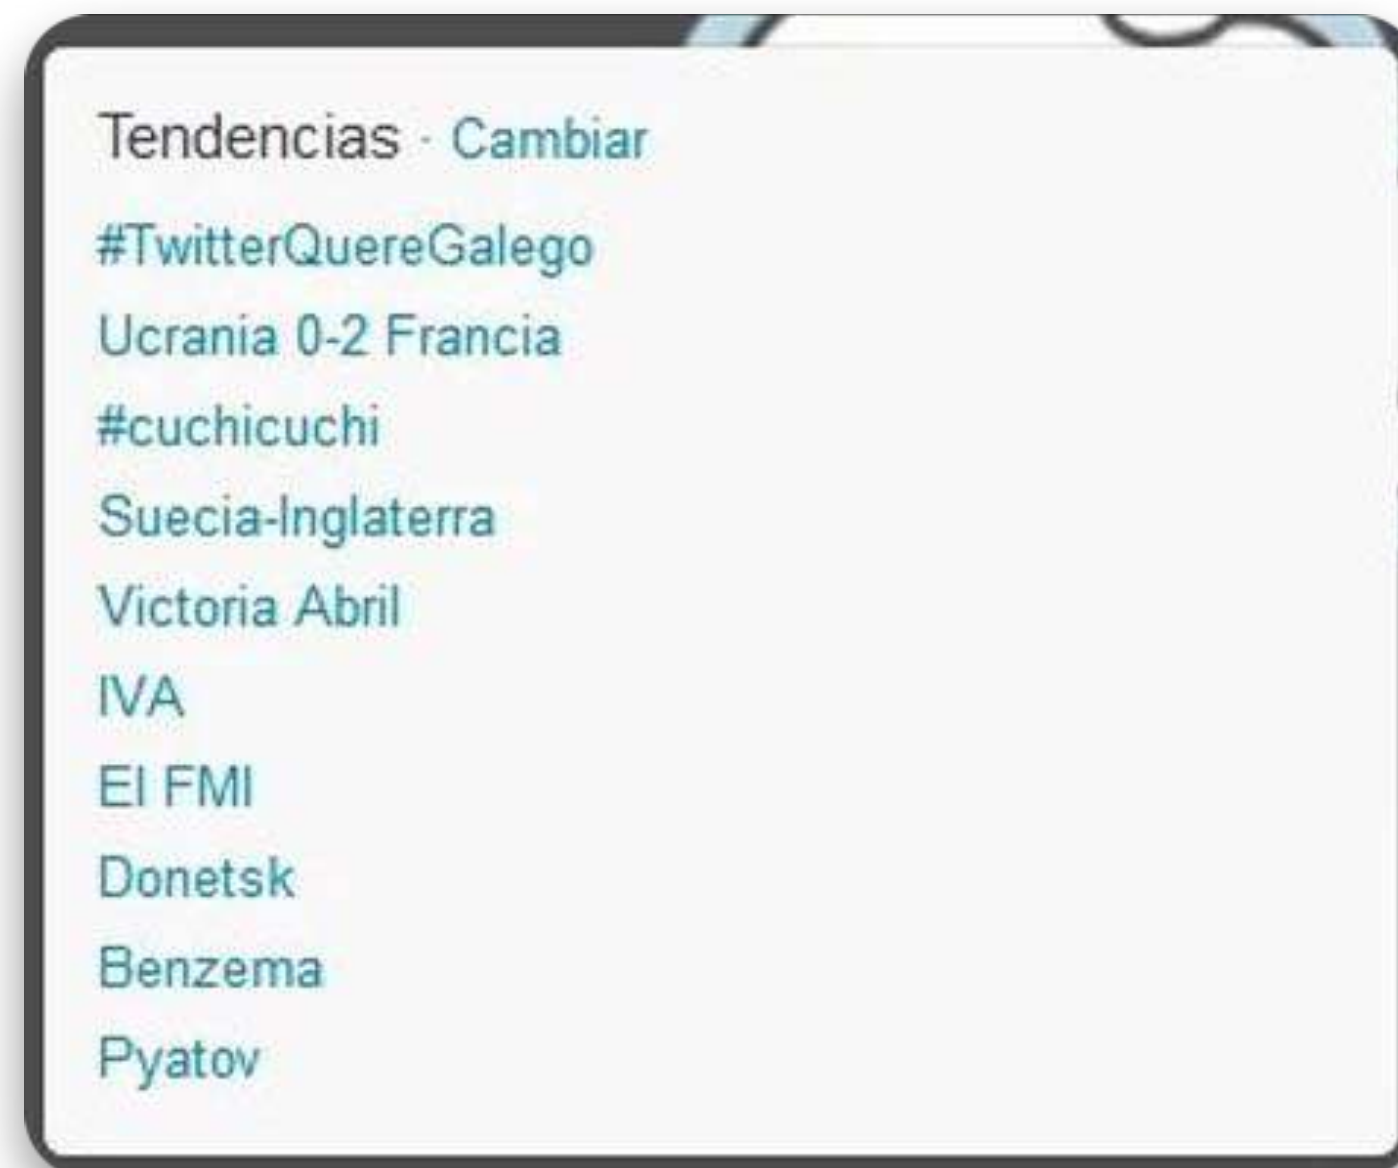 Tendencias · Cambiar
#TwitterQuereGalego
Ucrania 0-2 Francia
#cuchicuchi
Suecia-Inglaterra
Victoria Abril
IVA
El FMI
Donetsk
Benzema
Pyatov